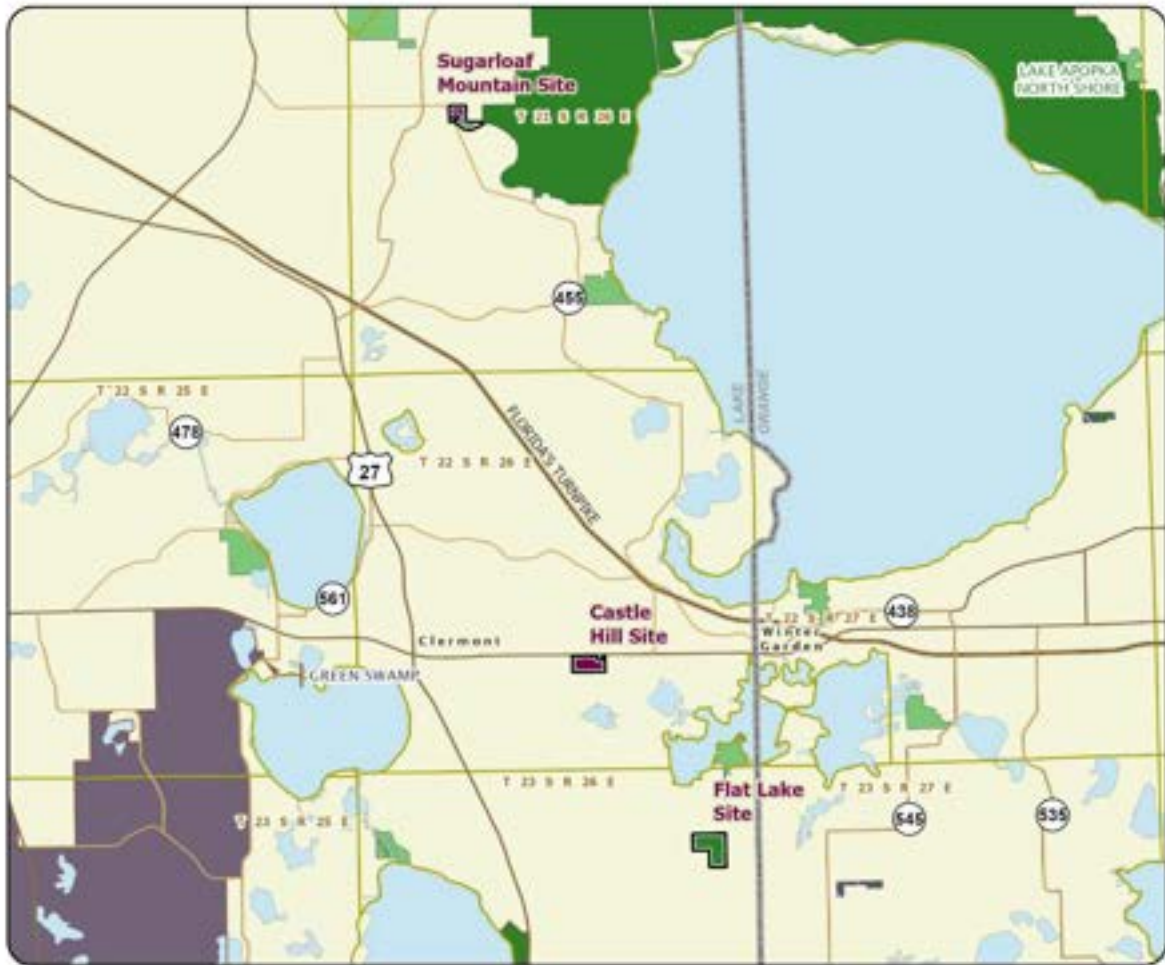 Sugarloaf
Mountain Site
LAKE APOPKA
NORTH SHORE
T 21 S R 26 E
455
LAKE
ORANGE
T 22 S R 25 E
478
27
T 22 S R 26 E
FLORIDA'S TURNPIKE
561
Castle
Hill Site
438
T 22 S R 27 E
Clermont
Winter
Garden
GREEN SWAMP
T 23 S R 26 E
Flat Lake
Site
T 23 S R 27 E
T 23 S R 25 E
545
535